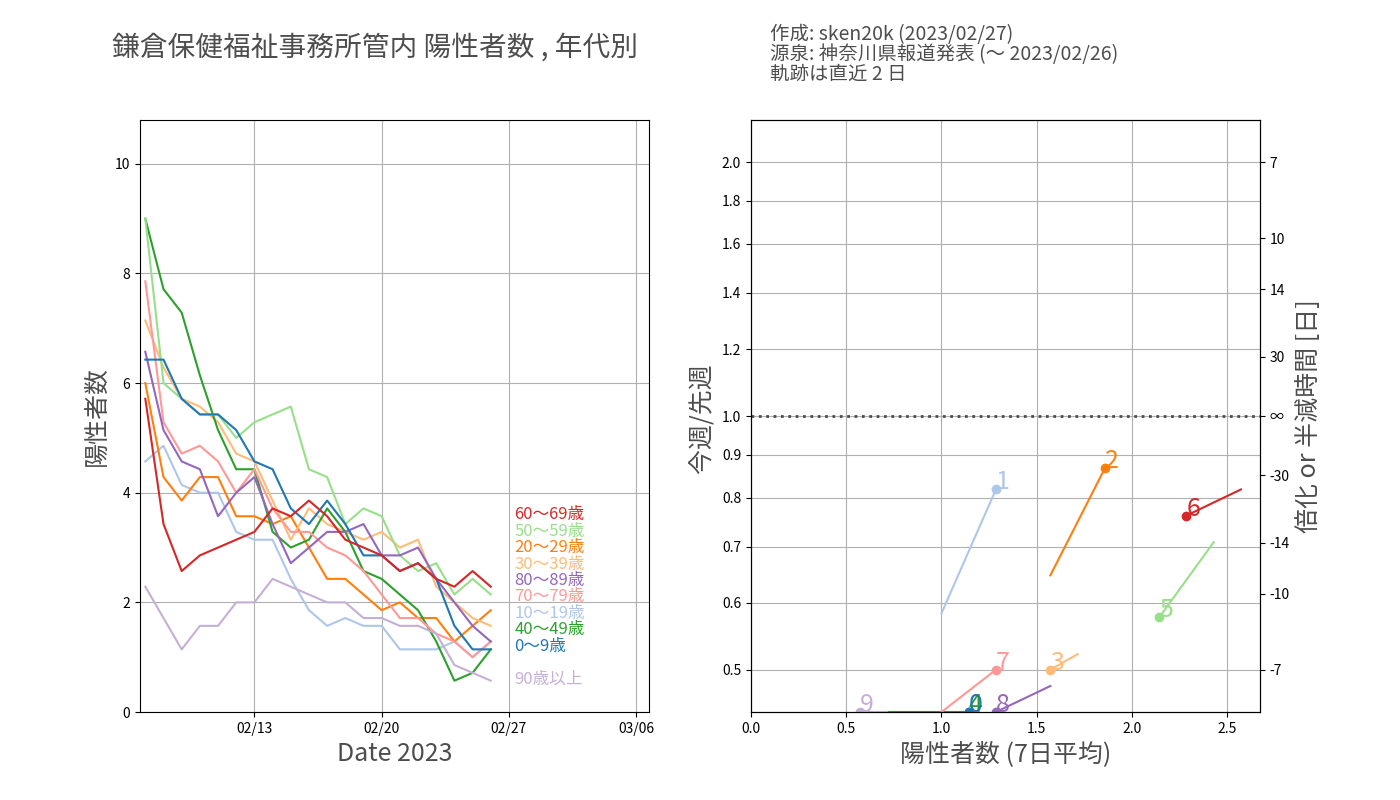 鎌倉保健福祉事務所管内 陽性者数 , 年代別
作成: sken20k (2023/02/27)
源泉: 神奈川県報道発表 (〜 2023/02/26)
軌跡は直近 2 日
陽性者数
10
8
6
4
2
0
02/13
02/20
02/27
03/06
Date 2023
60〜69歳
50〜59歳
20〜29歳
30〜39歳
80〜89歳
70〜79歳
10〜19歳
40〜49歳
0〜9歳
90歳以上
今週/先週
2.0
1.8
1.6
1.4
1.2
1.0
0.9
0.8
0.7
0.6
0.5
0.0
0.5
1.0
1.5
2.0
2.5
陽性者数 (7日平均)
7
10
14
30
∞
-30
-14
-10
-7
倍化 or 半減時間 [日]
2
1
6
5
7
3
9
0
4
8